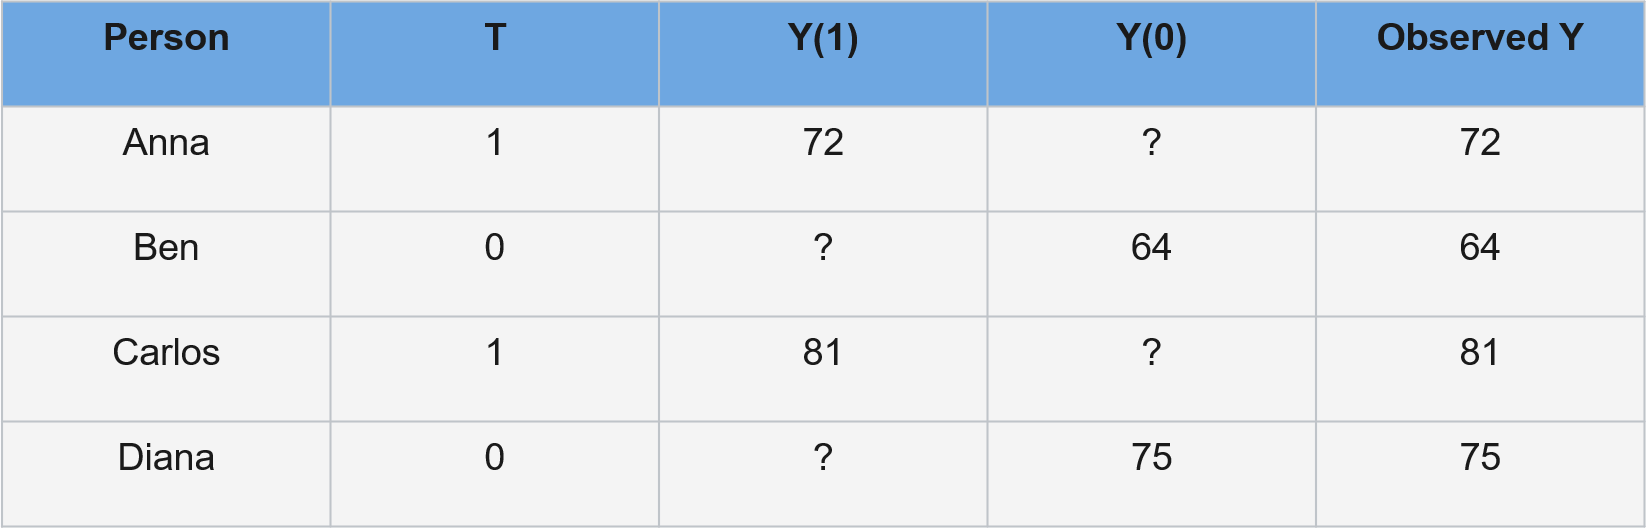 Person T Y(1) Y(0) Observed Y
Anna 1 72 ? 72
Ben 0 ? 64 64
Carlos 1 81 ? 81
Diana 0 ? 75 75